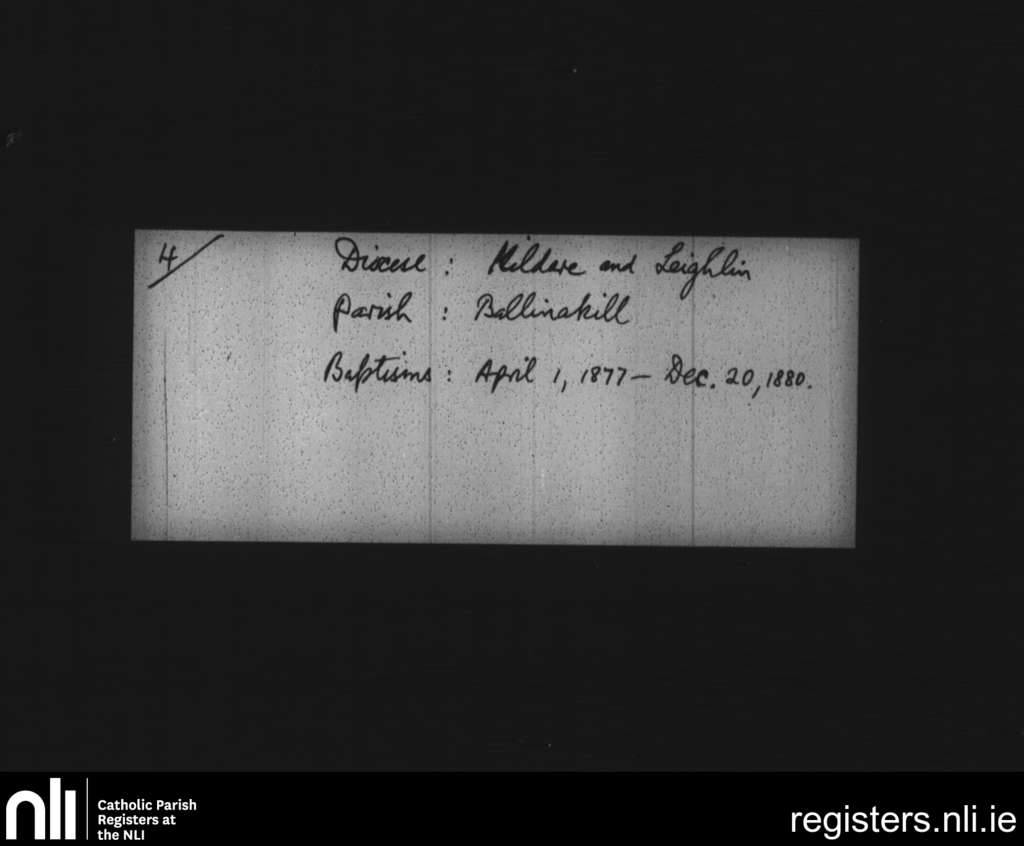 4/
Diocese : Kildare and Leighlin
Parish : Ballinakill
Baptisms : April 1, 1877 – Dec. 20, 1880.
nli
Catholic Parish
Registers at
the NLI
registers.nli.ie